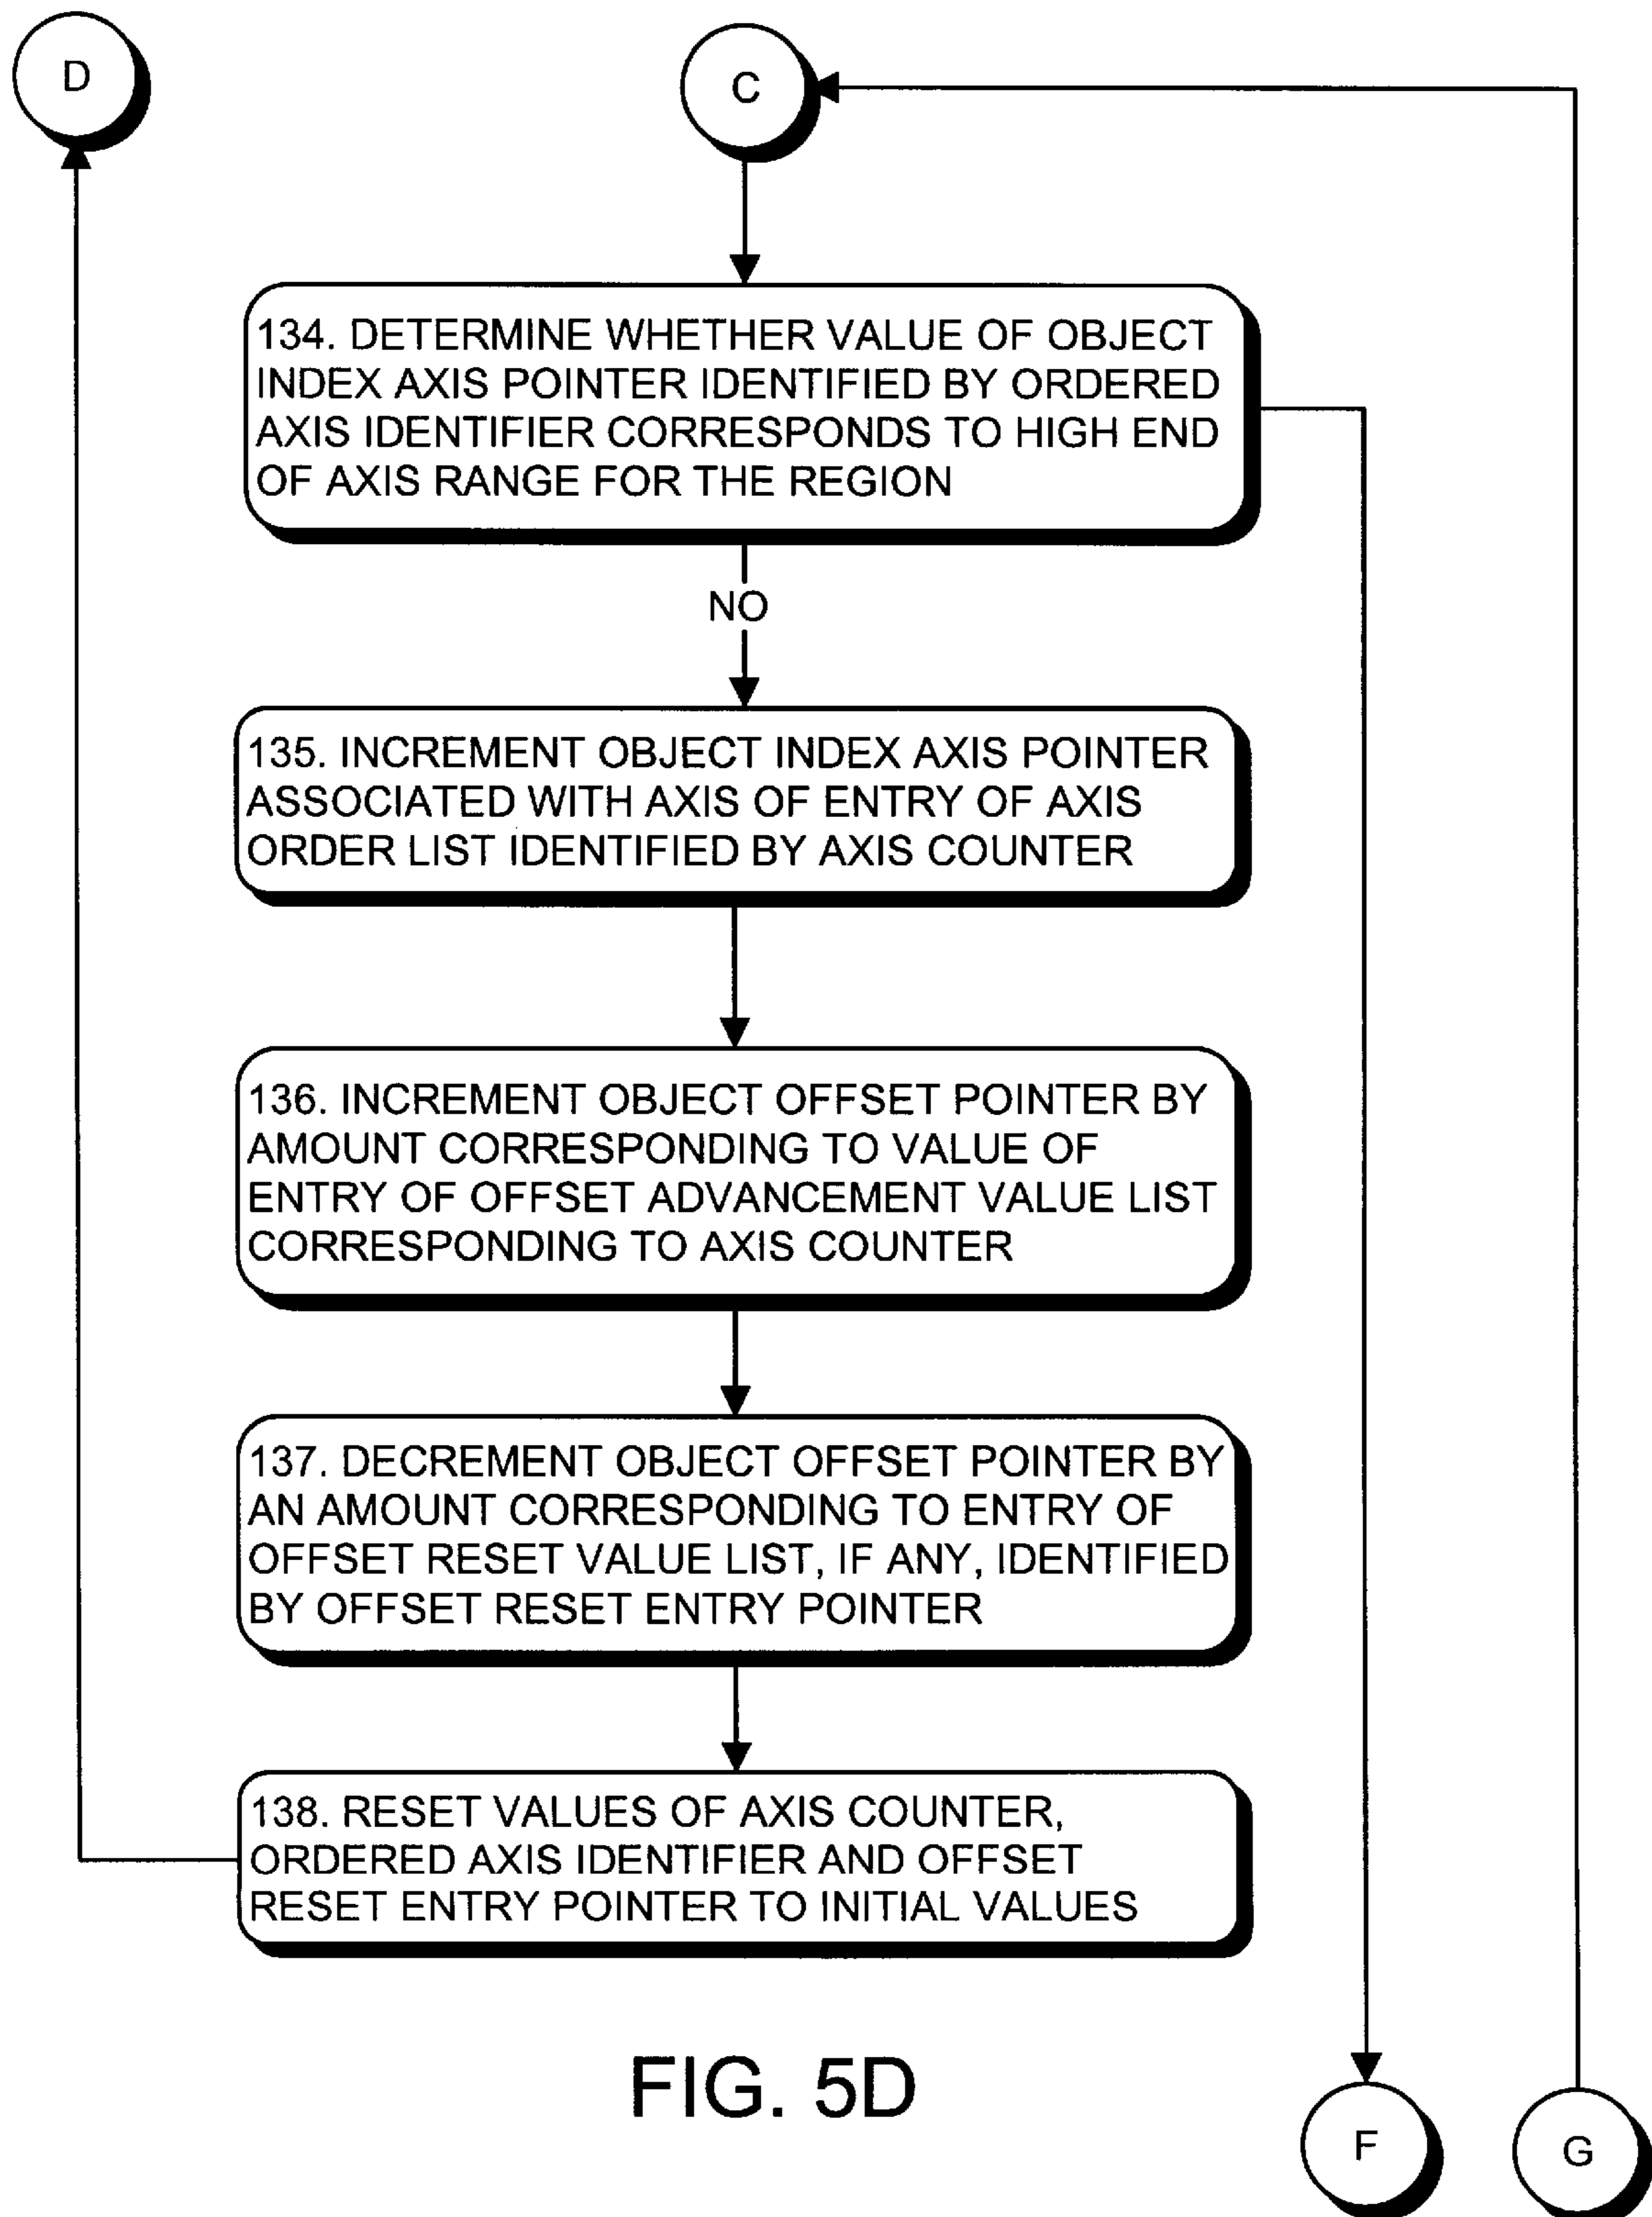 D
C
134. DETERMINE WHETHER VALUE OF OBJECT
INDEX AXIS POINTER IDENTIFIED BY ORDERED
AXIS IDENTIFIER CORRESPONDS TO HIGH END
OF AXIS RANGE FOR THE REGION
NO
135. INCREMENT OBJECT INDEX AXIS POINTER
ASSOCIATED WITH AXIS OF ENTRY OF AXIS
ORDER LIST IDENTIFIED BY AXIS COUNTER
136. INCREMENT OBJECT OFFSET POINTER BY
AMOUNT CORRESPONDING TO VALUE OF
ENTRY OF OFFSET ADVANCEMENT VALUE LIST
CORRESPONDING TO AXIS COUNTER
137. DECREMENT OBJECT OFFSET POINTER BY
AN AMOUNT CORRESPONDING TO ENTRY OF
OFFSET RESET VALUE LIST, IF ANY, IDENTIFIED
BY OFFSET RESET ENTRY POINTER
138. RESET VALUES OF AXIS COUNTER,
ORDERED AXIS IDENTIFIER AND OFFSET
RESET ENTRY POINTER TO INITIAL VALUES
FIG. 5D
F
G